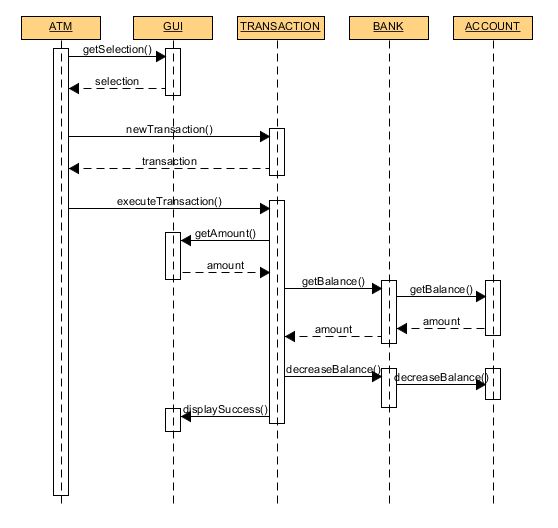 ATM GUI TRANSACTION BANK ACCOUNT
getSelection()
selection
newTransaction()
transaction
executeTransaction()
getAmount()
amount
getBalance()
getBalance()
amount
amount
decreaseBalance()
decreaseBalance()
displaySuccess()